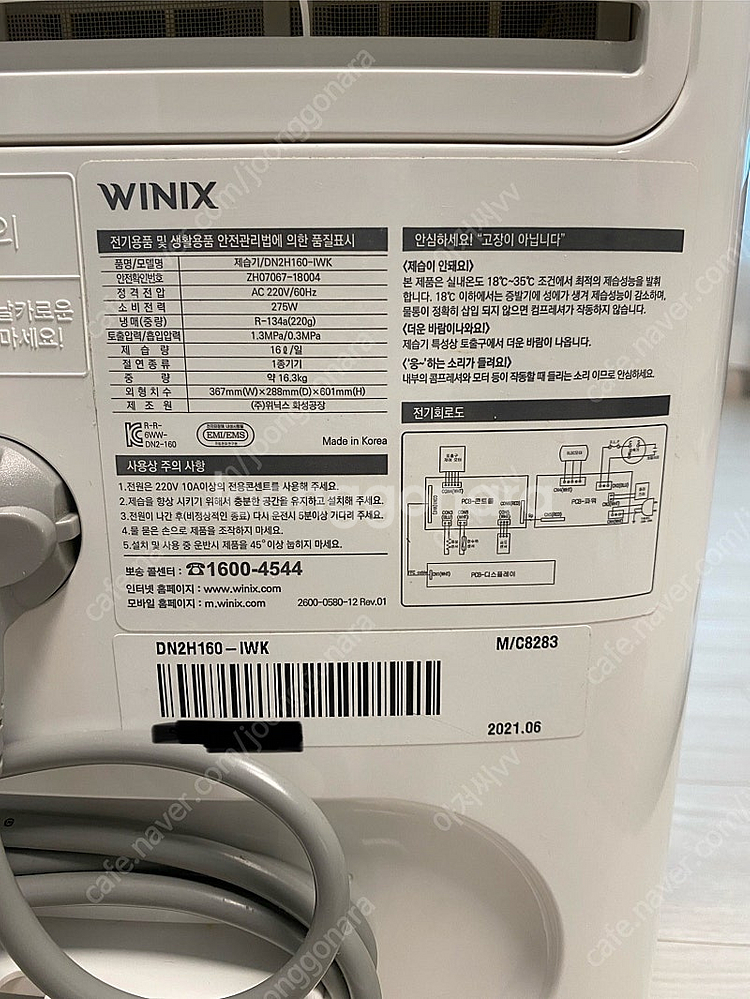 의
날카로운
마세요!
WINIX
전기용품 및 생활용품 안전관리법에 의한 품질표시
품명/모델명 제습기/DN2H160-IWK
안전확인번호 ZH07067-18004
정격전압 AC 220V/60Hz
소비전력 275W
냉매(중량) R-134a(220g)
토출압력/흡입압력 1.3MPa/0.3MPa
제습량 16ℓ/일
절연종류 1종기기
중량 약 16.3kg
외형치수 367mm(W)×288mm(D)×601mm(H)
제조원 (주)위닉스 화성공장
R-R-
6WW-
DN2-160
EMI/EMS
Made in Korea
사용상 주의 사항
1.전원은 220V 10A이상의 전용콘센트를 사용해 주세요.
2.제습을 향상 시키기 위해서 충분한 공간을 유지하고 설치해 주세요.
3.전원이 나간 후(비정상적인 종료) 다시 운전시 5분이상 기다리 주세요.
4.물 묻은 손으로 제품을 조작하지 마세요.
5.설치 및 사용 중 운반시 제품을 45°이상 눕히지 마세요.
뽀송 콜센터 : ☎1600-4544
인터넷 홈페이지 : www.winix.com
모바일 홈페이지 : m.winix.com 2600-0580-12 Rev.01
안심하세요! "고장이 아닙니다"
〈제습이 안돼요!〉
본 제품은 실내온도 18℃~35℃ 조건에서 최적의 제습성능을 발휘
합니다. 18℃ 이하에서는 증발기에 성에가 생겨 제습성능이 감소하며,
물통이 정확히 삽입 되지 않으면 컴프레셔가 작동하지 않습니다.
〈더운 바람이나와요!〉
제습기 특성상 토출구에서 더운 바람이 나옵니다.
〈'웅~'하는 소리가 들려요!〉
내부의 콤프레셔와 모터 등이 작동할 때 들리는 소리 이므로 안심하세요.
전기회로도
PCB-콘트롤
PCB-파워
PCB-디스플레이
DN2H160-IWK M/C8283
2021.06
cafe.naver.com/joonggonara